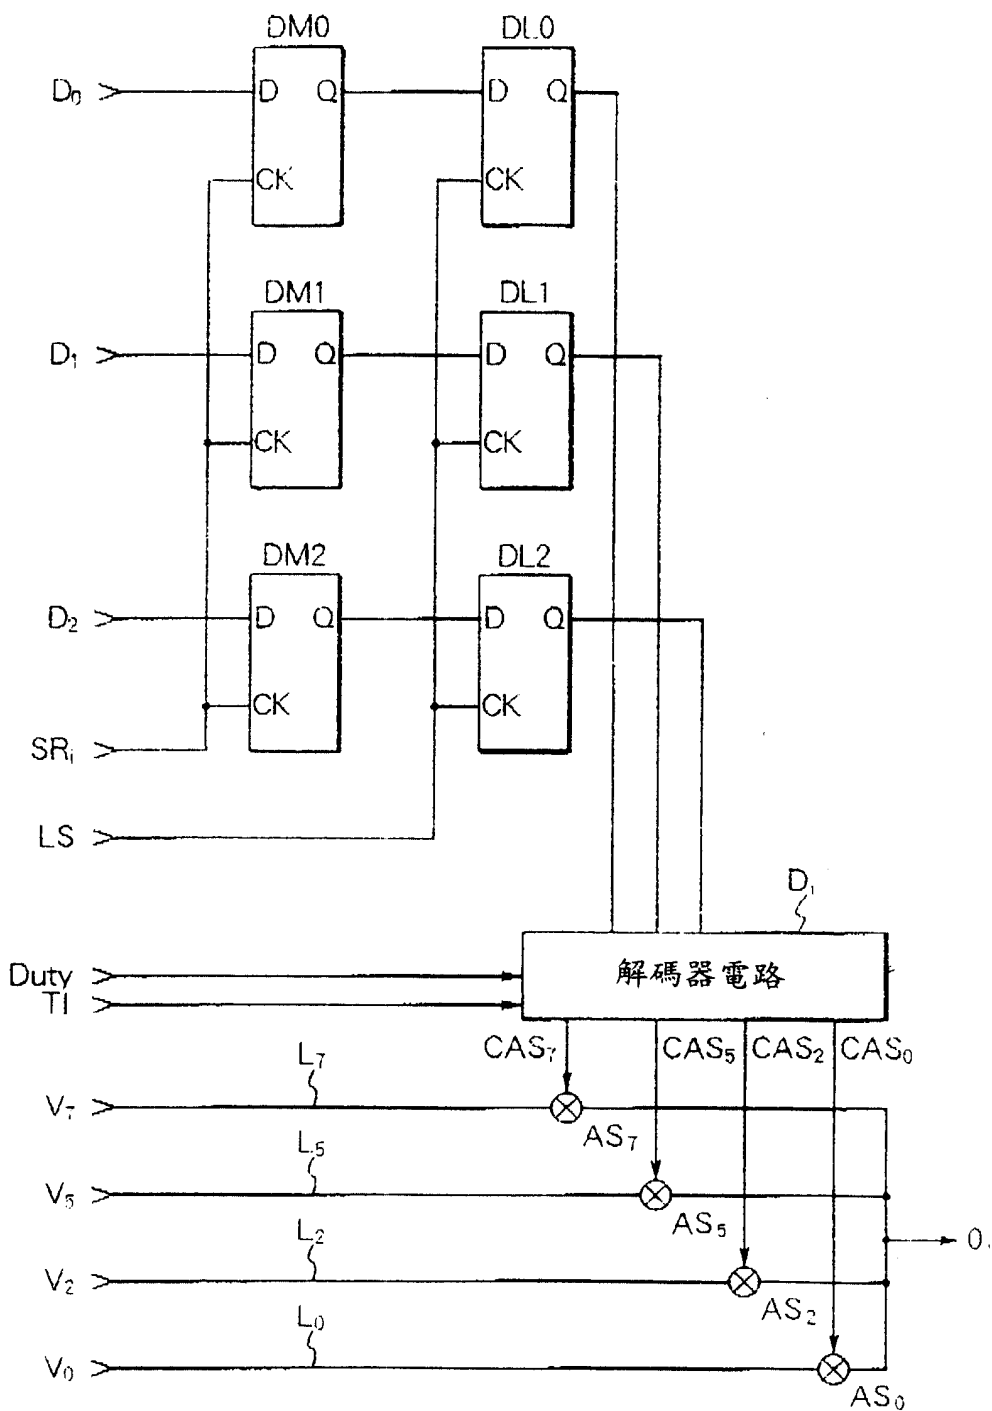 DM0 DL0
D₀ D Q D Q
CK CK
DM1 DL1
D₁ D Q D Q
CK CK
DM2 DL2
D₂ D Q D Q
CK CK
SRᵢ
LS
Dᵢ
解碼器電路
Duty
TI
CAS₇ CAS₅ CAS₂ CAS₀
L₇
V₇
AS₇
L₅
V₅
AS₅
L₂
V₂
AS₂
L₀
V₀
AS₀